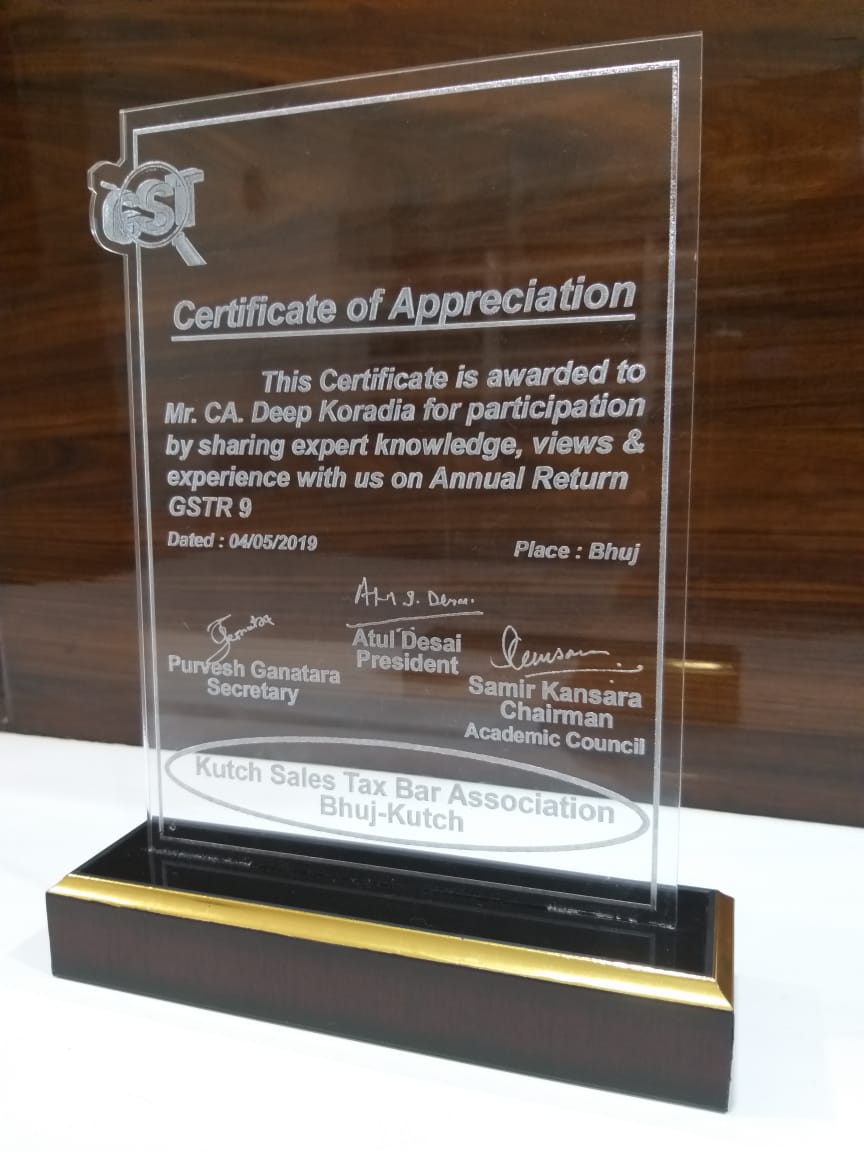 GST
Certificate of Appreciation
This Certificate is awarded to
Mr. CA. Deep Koradia for participation
by sharing expert knowledge, views &
experience with us on Annual Return
GSTR 9
Dated : 04/05/2019
Place : Bhuj
Atul Desai
President
Purvesh Ganatara
Secretary
Samir Kansara
Chairman
Academic Council
Kutch Sales Tax Bar Association
Bhuj-Kutch